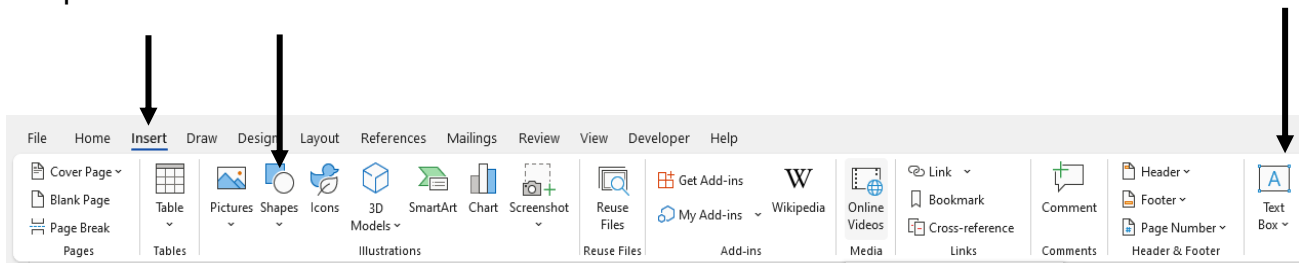 File Home Insert Draw Design Layout References Mailings Review View Developer Help
Cover Page
Blank Page
Page Break
Pages
Table
Tables
Pictures
Shapes
Icons
3D
Models
SmartArt
Chart
Screenshot
Illustrations
Reuse
Files
Reuse Files
Get Add-ins
My Add-ins
W
Wikipedia
Add-ins
Online
Videos
Media
Link
Bookmark
Cross-reference
Links
Comment
Comments
Header
Footer
# Page Number
Header & Footer
A
Text
Box